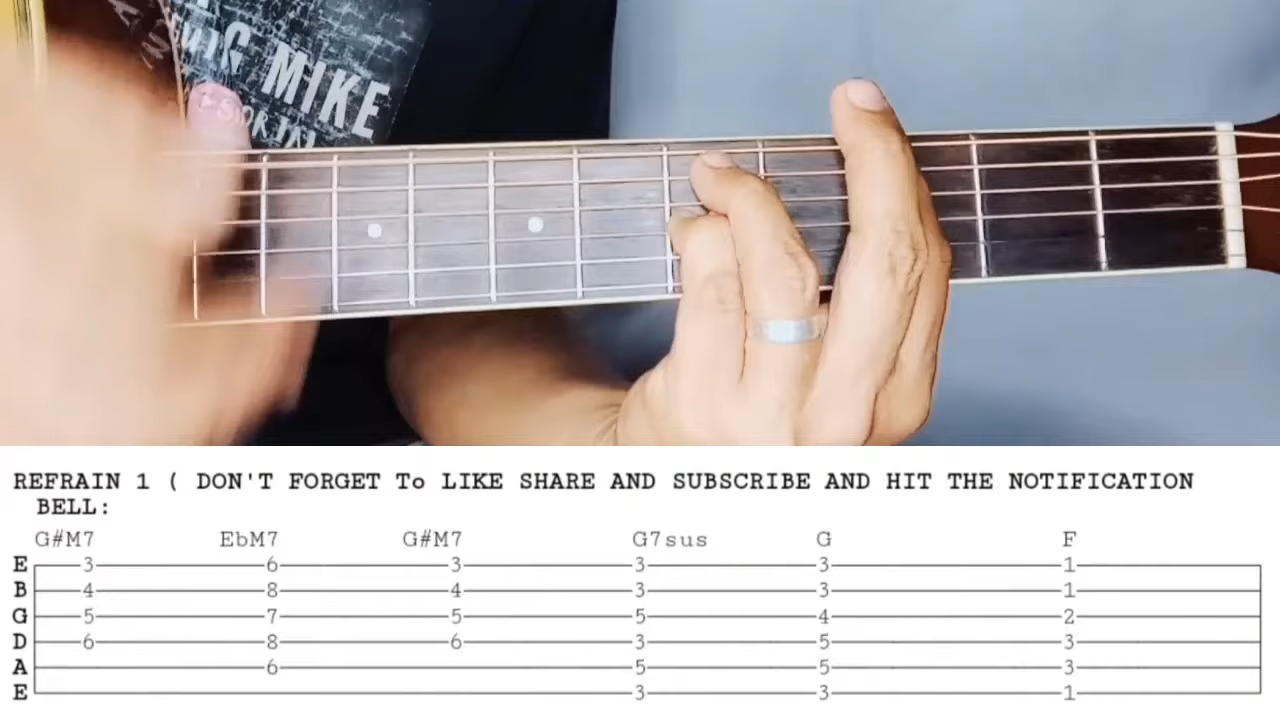 G MIKE
REFRAIN 1 ( DON'T FORGET To LIKE SHARE AND SUBSCRIBE AND HIT THE NOTIFICATION
BELL:
G#M7 EbM7 G#M7 G7sus G F
E 3 6 3 3 3 1
B 4 8 4 3 3 1
G 5 7 5 5 4 2
D 6 8 6 3 5 3
A 6 5 5 3
E 3 3 1